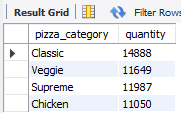 Result Grid Filter Rows
pizza_category quantity
Classic 14888
Veggie 11649
Supreme 11987
Chicken 11050